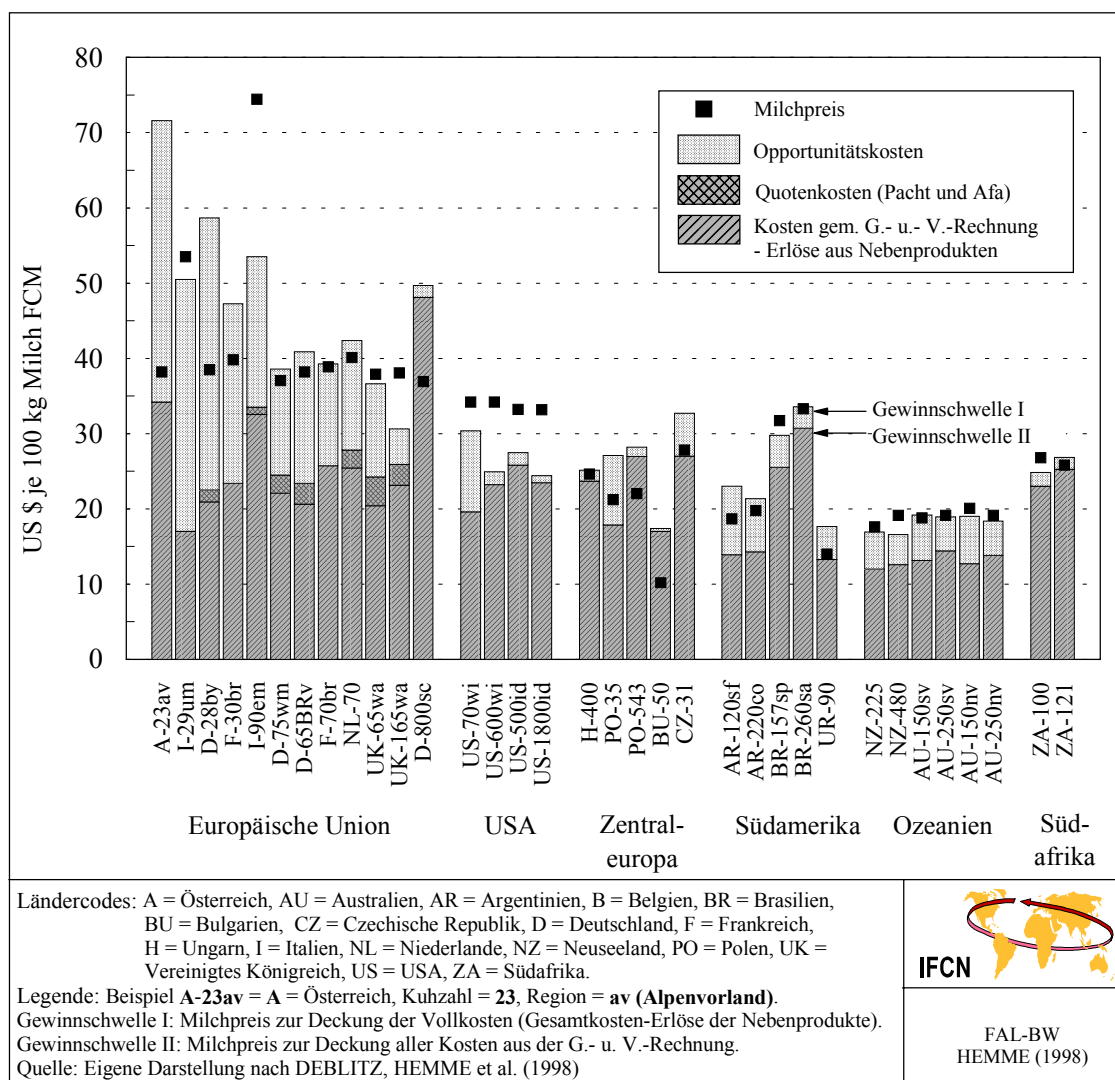 US $ je 100 kg Milch FCM
80
70
60
50
40
30
20
10
0
Milchpreis
Opportunitätskosten
Quotenkosten (Pacht und Afa)
Kosten gem. G.- u.- V.-Rechnung
- Erlöse aus Nebenprodukten
Gewinnschwelle I
Gewinnschwelle II
A-23av
I-29um
D-28by
F-30br
I-90em
D-75wm
D-65BRv
F-70br
NL-70
UK-65wa
UK-165wa
D-800sc
US-70wi
US-600wi
US-500id
US-1800id
H-400
PO-35
PO-543
BU-50
CZ-31
AR-120sf
AR-220co
BR-157sp
BR-260sa
UR-90
NZ-225
NZ-480
AU-150sv
AU-250sv
AU-150nv
AU-250nv
ZA-100
ZA-121
Europäische Union
USA
Zentral-
europa
Südamerika
Ozeanien
Süd-
afrika
Ländercodes: A = Österreich, AU = Australien, AR = Argentinien, B = Belgien, BR = Brasilien,
BU = Bulgarien, CZ = Czechische Republik, D = Deutschland, F = Frankreich,
H = Ungarn, I = Italien, NL = Niederlande, NZ = Neuseeland, PO = Polen, UK =
Vereinigtes Königreich, US = USA, ZA = Südafrika.
Legende: Beispiel A-23av = A = Österreich, Kuhzahl = 23, Region = av (Alpenvorland).
Gewinnschwelle I: Milchpreis zur Deckung der Vollkosten (Gesamtkosten-Erlöse der Nebenprodukte).
Gewinnschwelle II: Milchpreis zur Deckung aller Kosten aus der G.- u. V.-Rechnung.
Quelle: Eigene Darstellung nach DEBLITZ, HEMME et al. (1998)
IFCN
FAL-BW
HEMME (1998)